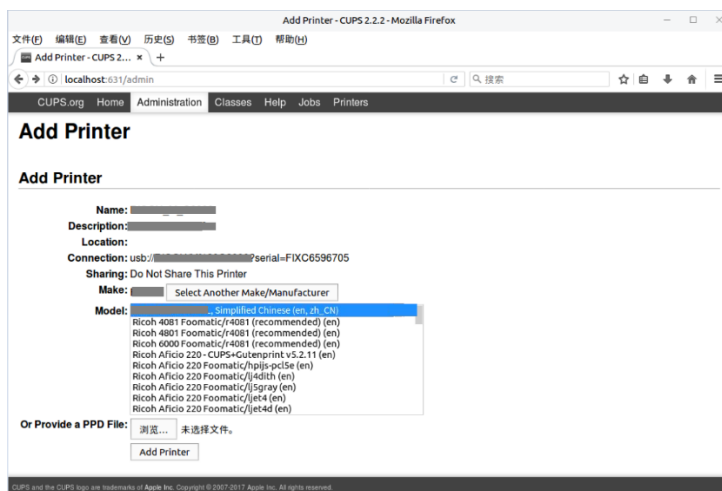 Add Printer - CUPS 2.2.2 - Mozilla Firefox
文件(F) 编辑(E) 查看(V) 历史(S) 书签(B) 工具(T) 帮助(H)
Add Printer - CUPS 2... × +
localhost:631/admin 搜索
CUPS.org Home Administration Classes Help Jobs Printers
Add Printer
Add Printer
Name:
Description:
Location:
Connection: usb:// ?serial=FIXC6596705
Sharing: Do Not Share This Printer
Make: Select Another Make/Manufacturer
Model: , Simplified Chinese (en, zh_CN)
Ricoh 4081 Foomatic/r4081 (recommended) (en)
Ricoh 4801 Foomatic/r4081 (recommended) (en)
Ricoh 6000 Foomatic/r4081 (recommended) (en)
Ricoh Aficio 220 - CUPS+Gutenprint v5.2.11 (en)
Ricoh Aficio 220 Foomatic/hpijs-pcl5e (en)
Ricoh Aficio 220 Foomatic/lj4dith (en)
Ricoh Aficio 220 Foomatic/lj5gray (en)
Ricoh Aficio 220 Foomatic/ljet4 (en)
Ricoh Aficio 220 Foomatic/ljet4d (en)
Or Provide a PPD File: 浏览... 未选择文件。
Add Printer
CUPS and the CUPS logo are trademarks of Apple Inc. Copyright © 2007-2017 Apple Inc. All rights reserved.